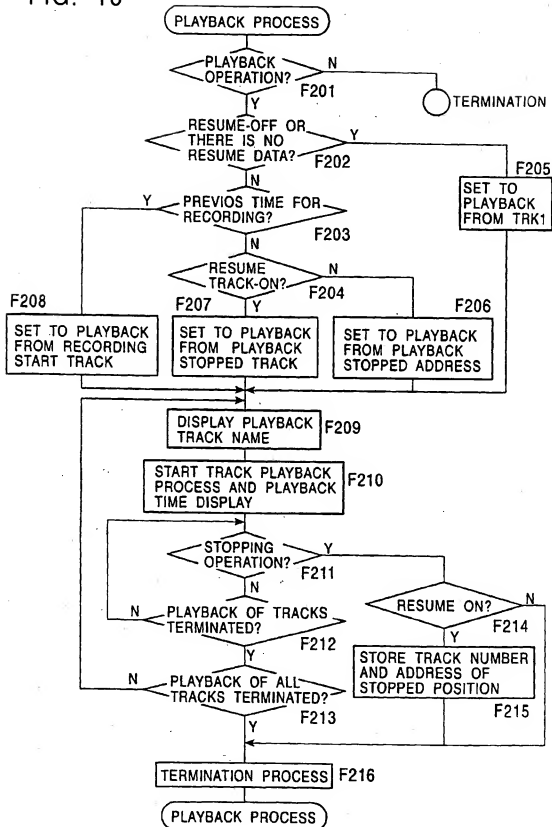 FIG. 10
PLAYBACK PROCESS
PLAYBACK
OPERATION?
N
F201
TERMINATION
Y
RESUME-OFF OR
THERE IS NO
RESUME DATA?
Y
F202
F205
SET TO
PLAYBACK
FROM TRK1
N
Y
PREVIOS TIME FOR
RECORDING?
F203
N
RESUME
TRACK-ON?
N
F204
F208
F207
Y
F206
SET TO PLAYBACK
FROM RECORDING
START TRACK
SET TO PLAYBACK
FROM PLAYBACK
STOPPED TRACK
SET TO PLAYBACK
FROM PLAYBACK
STOPPED ADDRESS
DISPLAY PLAYBACK
TRACK NAME
F209
START TRACK PLAYBACK
PROCESS AND PLAYBACK
TIME DISPLAY
F210
STOPPING
OPERATION?
Y
F211
N
RESUME ON?
N
F214
N
PLAYBACK OF TRACKS
TERMINATED?
F212
Y
Y
STORE TRACK NUMBER
AND ADDRESS OF
STOPPED POSITION
F215
N
PLAYBACK OF ALL
TRACKS TERMINATED?
F213
Y
TERMINATION PROCESS
F216
PLAYBACK PROCESS